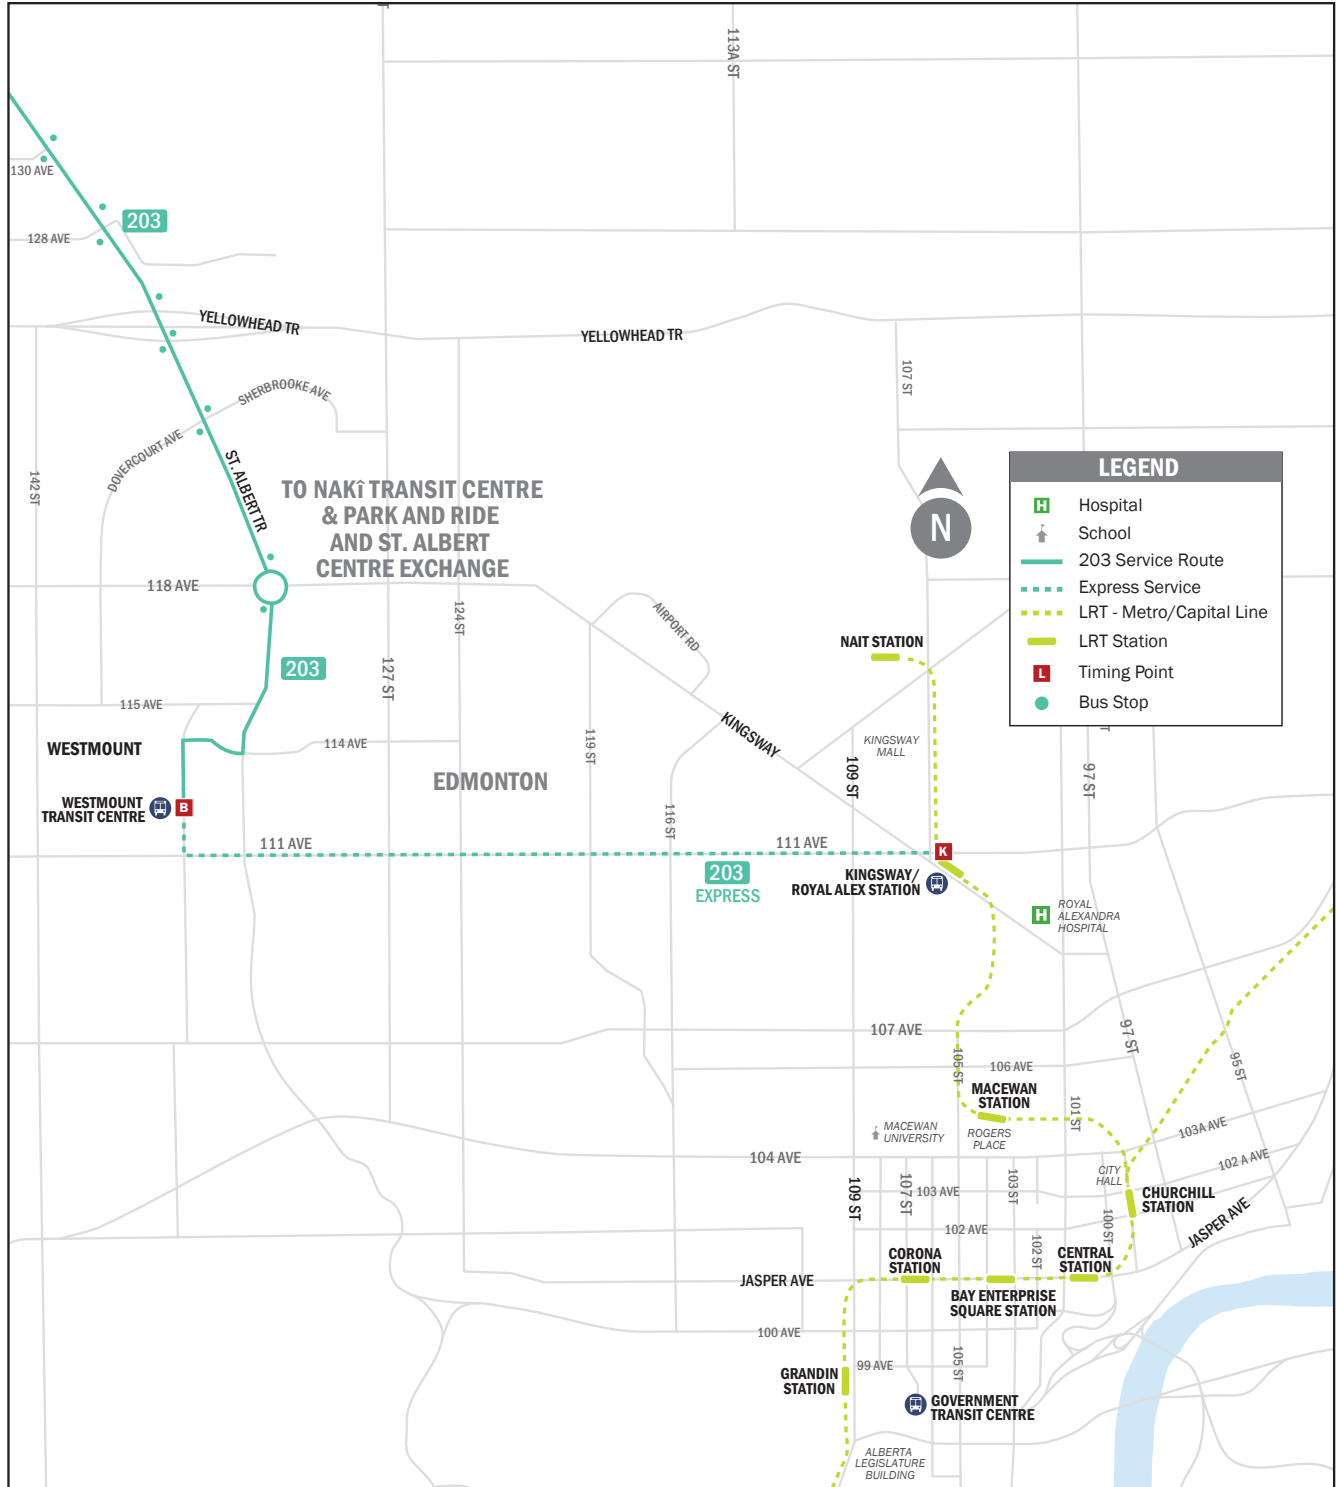 113A ST
130 AVE
203
128 AVE
YELLOWHEAD TR
YELLOWHEAD TR
107 ST
SHERBROOKE AVE
DOVERCOURT AVE
142 ST
ST. ALBERT TR
TO NAKî TRANSIT CENTRE
& PARK AND RIDE
AND ST. ALBERT
CENTRE EXCHANGE
N
LEGEND
H Hospital
School
203 Service Route
Express Service
LRT - Metro/Capital Line
LRT Station
L Timing Point
Bus Stop
118 AVE
124 ST
AIRPORT RD
NAIT STATION
203
127 ST
115 AVE
WESTMOUNT
114 AVE
119 ST
KINGSWAY
KINGSWAY
MALL
109 ST
97 ST
EDMONTON
WESTMOUNT
TRANSIT CENTRE
B
116 ST
111 AVE
111 AVE
K
203
EXPRESS
KINGSWAY/
ROYAL ALEX STATION
H
ROYAL
ALEXANDRA
HOSPITAL
107 AVE
97 ST
105 ST
106 AVE
95 ST
MACEWAN
STATION
101 ST
MACEWAN
UNIVERSITY
ROGERS
PLACE
103A AVE
104 AVE
CITY
HALL
102 A AVE
109 ST
107 ST
103 AVE
103 ST
CHURCHILL
STATION
100 ST
JASPER AVE
102 AVE
102 ST
CORONA
STATION
CENTRAL
STATION
JASPER AVE
BAY ENTERPRISE
SQUARE STATION
100 AVE
105 ST
99 AVE
GRANDIN
STATION
GOVERNMENT
TRANSIT CENTRE
ALBERTA
LEGISLATURE
BUILDING